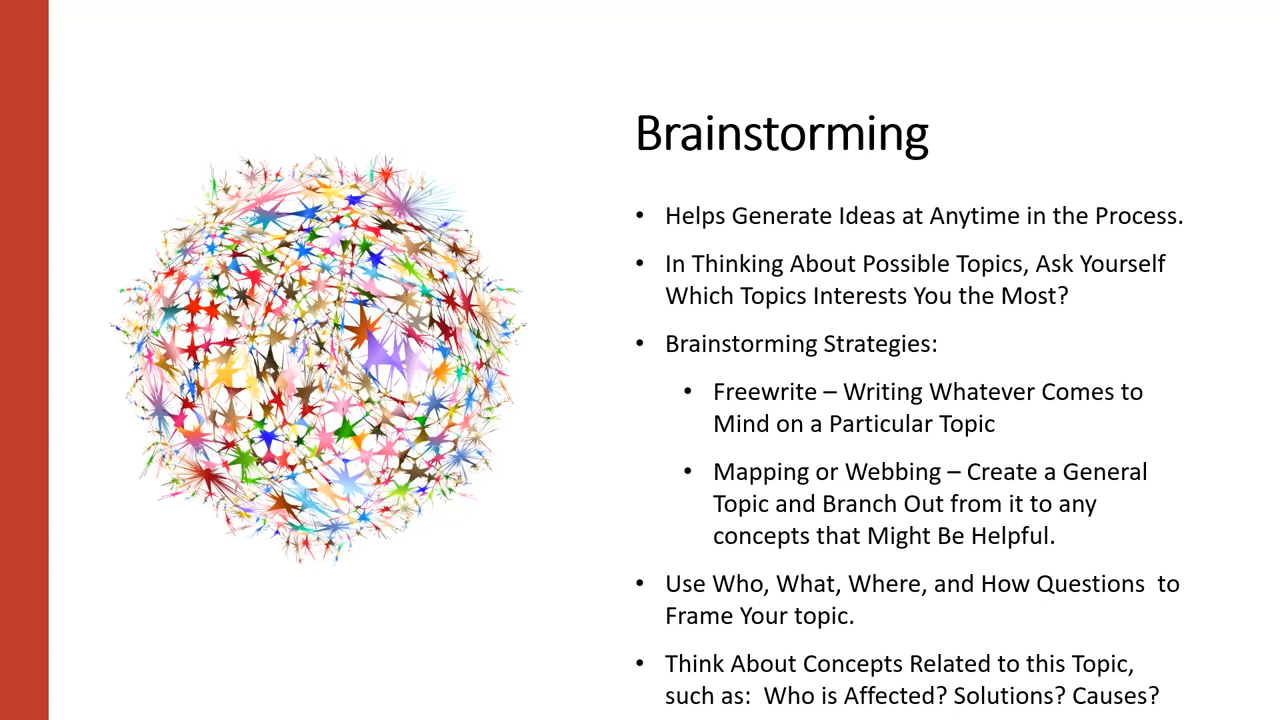 Brainstorming
• Helps Generate Ideas at Anytime in the Process.
• In Thinking About Possible Topics, Ask Yourself
Which Topics Interests You the Most?
• Brainstorming Strategies:
• Freewrite – Writing Whatever Comes to
Mind on a Particular Topic
• Mapping or Webbing – Create a General
Topic and Branch Out from it to any
concepts that Might Be Helpful.
• Use Who, What, Where, and How Questions  to
Frame Your topic.
• Think About Concepts Related to this Topic,
such as:  Who is Affected? Solutions? Causes?